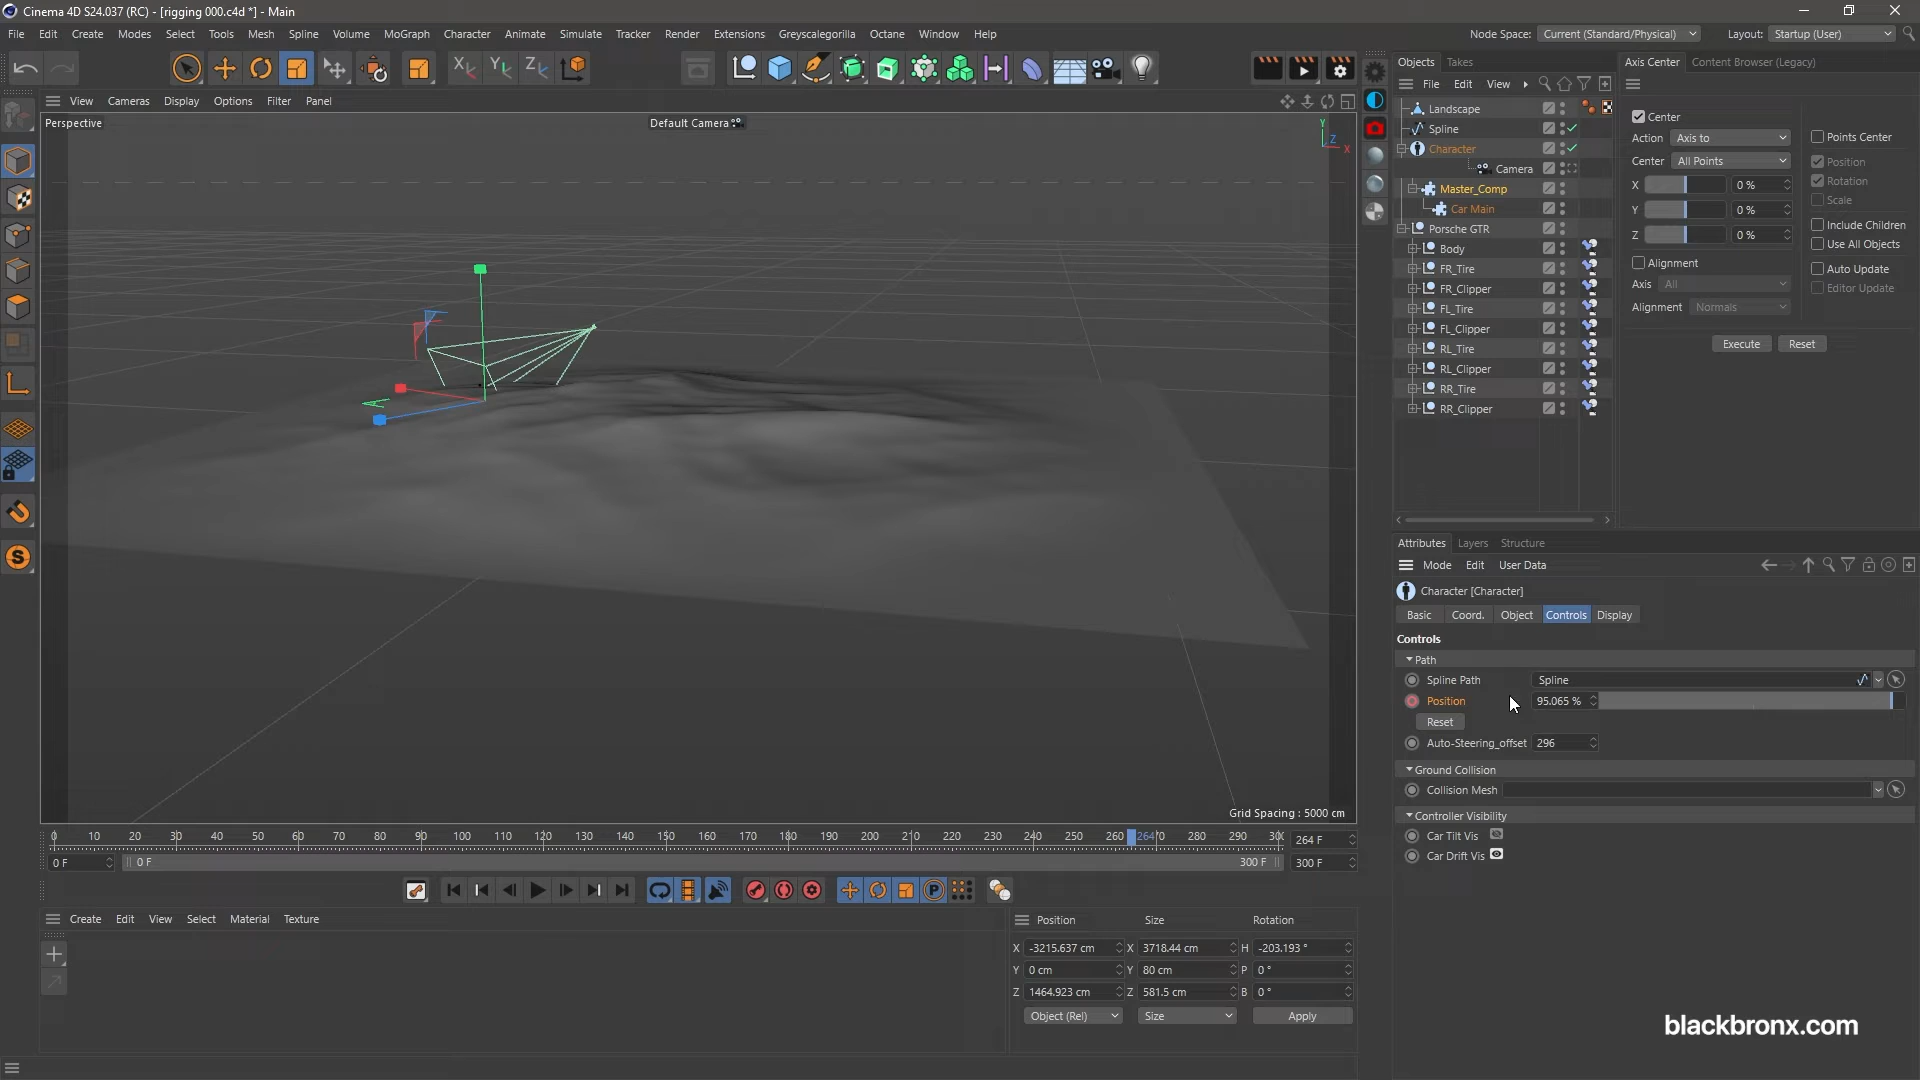 Cinema 4D S24.037 (RC) - [rigging 000.c4d *] - Main
File Edit Create Modes Select Tools Mesh Spline Volume MoGraph Character Animate Simulate Tracker Render Extensions Greyscalegorilla Octane Window Help
Node Space: Current (Standard/Physical) Layout: Startup (User)
View Cameras Display Options Filter Panel
Perspective
Default Camera
Y
Z
X
Grid Spacing : 5000 cm
Objects Takes
File Edit View
Landscape
Spline
Character
Camera
Master_Comp
Car Main
Porsche GTR
Body
FR_Tire
FR_Clipper
FL_Tire
FL_Clipper
RL_Tire
RL_Clipper
RR_Tire
RR_Clipper
Axis Center Content Browser (Legacy)
Center
Action Axis to Points Center
Center All Points Position
Rotation
X 0 %
Scale
Y 0 %
Include Children
Z 0 %
Use All Objects
Alignment Auto Update
Axis All Editor Update
Alignment Normals
Execute Reset
Attributes Layers Structure
Mode Edit User Data
Character [Character]
Basic Coord. Object Controls Display
Controls
Path
Spline Path Spline
Position 95.065 %
Reset
Auto-Steering_offset 296
Ground Collision
Collision Mesh
Controller Visibility
Car Tilt Vis
Car Drift Vis
0 10 20 30 40 50 60 70 80 90 100 110 120 130 140 150 160 170 180 190 200 210 220 230 240 250 260 264 280 290 264 F
0 F 0 F 300 F 300 F
Create Edit View Select Material Texture
Position Size Rotation
X -3215.637 cm X 3718.44 cm H -203.193 °
Y 0 cm Y 80 cm P 0 °
Z 1464.923 cm Z 581.5 cm B 0 °
Object (Rel) Size Apply
blackbronx.com